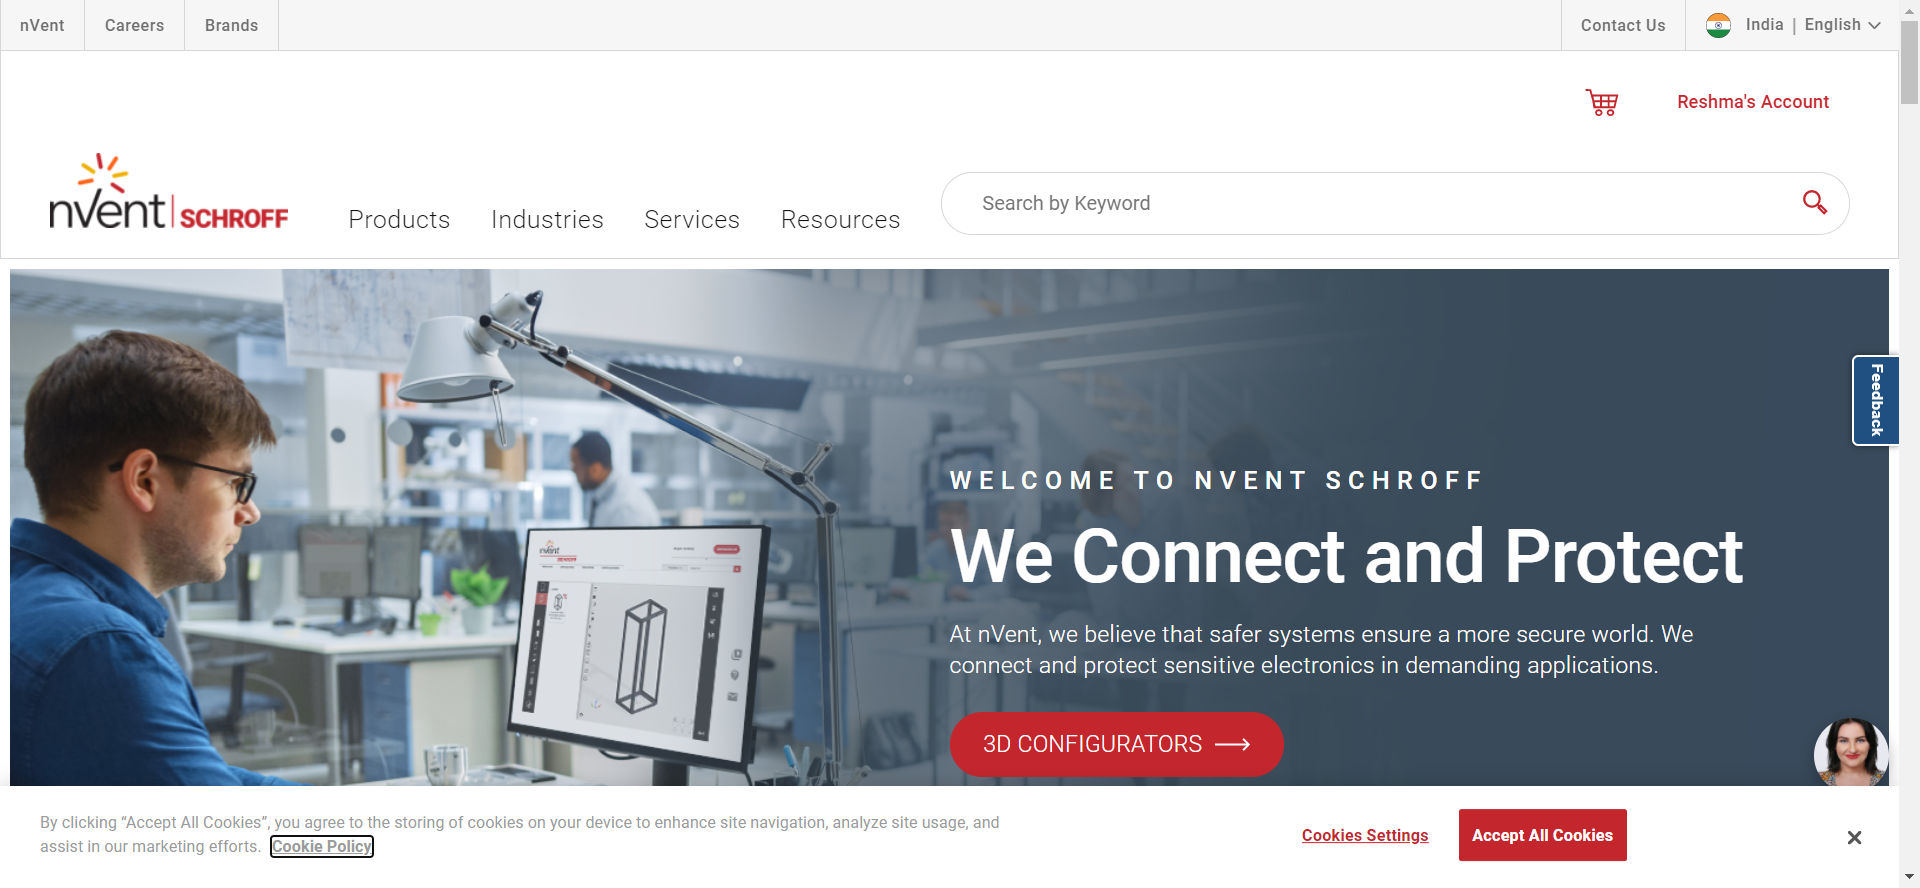 nVent
Careers
Brands
Contact Us
India | English
Reshma's Account
nVent | SCHROFF
Products
Industries
Services
Resources
Search by Keyword
Feedback
WELCOME TO NVENT SCHROFF
We Connect and Protect
At nVent, we believe that safer systems ensure a more secure world. We
connect and protect sensitive electronics in demanding applications.
3D CONFIGURATORS
By clicking “Accept All Cookies”, you agree to the storing of cookies on your device to enhance site navigation, analyze site usage, and
assist in our marketing efforts. Cookie Policy
Cookies Settings
Accept All Cookies